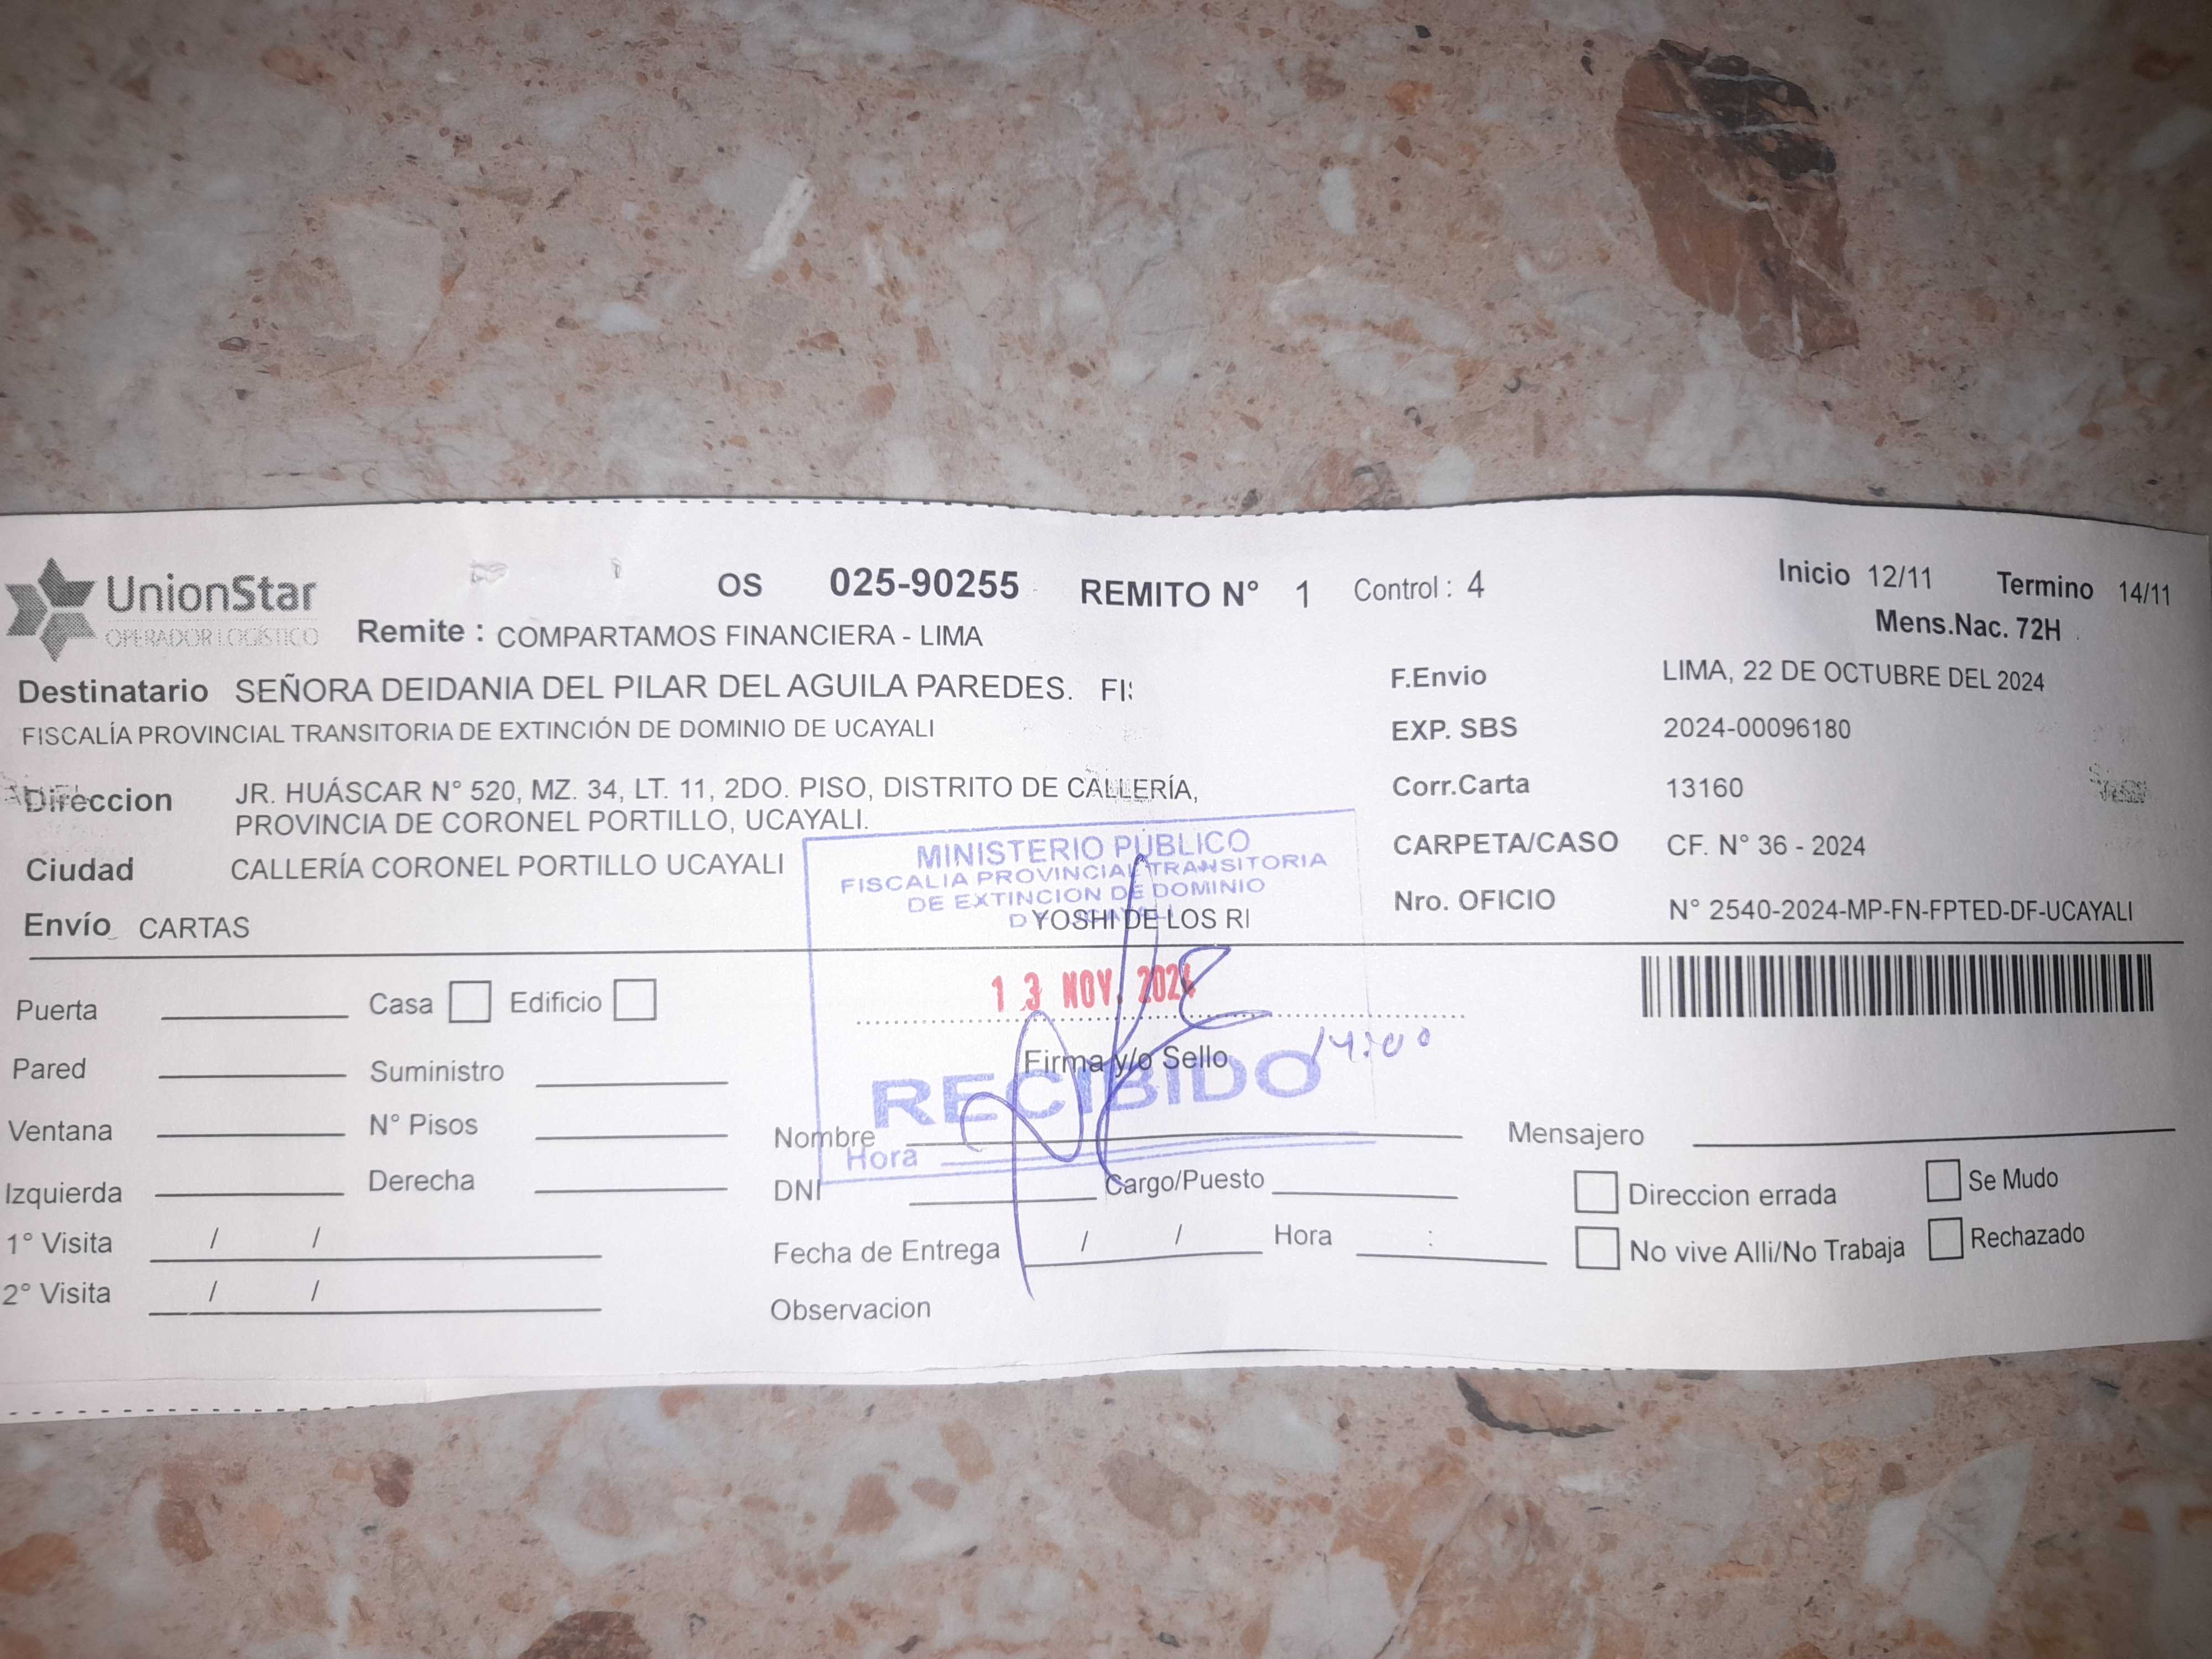 UnionStar
OPERADOR LOGISTICO
OS 025-90255 REMITO N° 1 Control : 4
Inicio 12/11 Termino 14/11
Mens.Nac. 72H
Remite : COMPARTAMOS FINANCIERA - LIMA
Destinatario SEÑORA DEIDANIA DEL PILAR DEL AGUILA PAREDES.
FISCALÍA PROVINCIAL TRANSITORIA DE EXTINCIÓN DE DOMINIO DE UCAYALI
Direccion JR. HUÁSCAR N° 520, MZ. 34, LT. 11, 2DO. PISO, DISTRITO DE CALLERÍA,
PROVINCIA DE CORONEL PORTILLO, UCAYALI.
Ciudad CALLERÍA CORONEL PORTILLO UCAYALI
Envío CARTAS
F.Envio LIMA, 22 DE OCTUBRE DEL 2024
EXP. SBS 2024-00096180
Corr.Carta 13160
CARPETA/CASO CF. N° 36 - 2024
Nro. OFICIO N° 2540-2024-MP-FN-FPTED-DF-UCAYALI
MINISTERIO PÚBLICO
FISCALIA PROVINCIAL TRANSITORIA
DE EXTINCION DE DOMINIO
YOSHI DE LOS RI
13 NOV. 2024
Firma y/o Sello
14:00
RECIBIDO
Hora
Puerta Casa Edificio
Pared Suministro
Ventana N° Pisos
Izquierda Derecha
1° Visita / /
2° Visita / /
Nombre
DNI Cargo/Puesto
Fecha de Entrega / / Hora :
Observacion
Mensajero
Direccion errada Se Mudo
No vive Alli/No Trabaja Rechazado